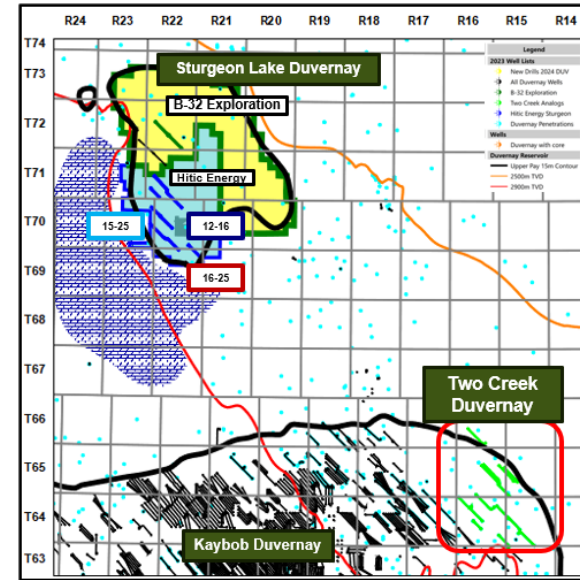 R24 R23 R22 R21 R20 R19 R18 R17 R16 R15 R14
T74
T73
T72
T71
T70
T69
T68
T67
T66
T65
T64
T63
Sturgeon Lake Duvernay
B-32 Exploration
Hitic Energy
15-25
12-16
16-25
Two Creek
Duvernay
Kaybob Duvernay
Legend
2023 Well Lists
New Drills 2024 DUV
All Duvernay Wells
B-32 Exploration
Two Creek Analogs
Hitic Energy Sturgeon
Duvernay Penetrations
Wells
Duvernay with core
Duvernay Reservoir
Upper Pay 15m Contour
2500m TVD
2900m TVD